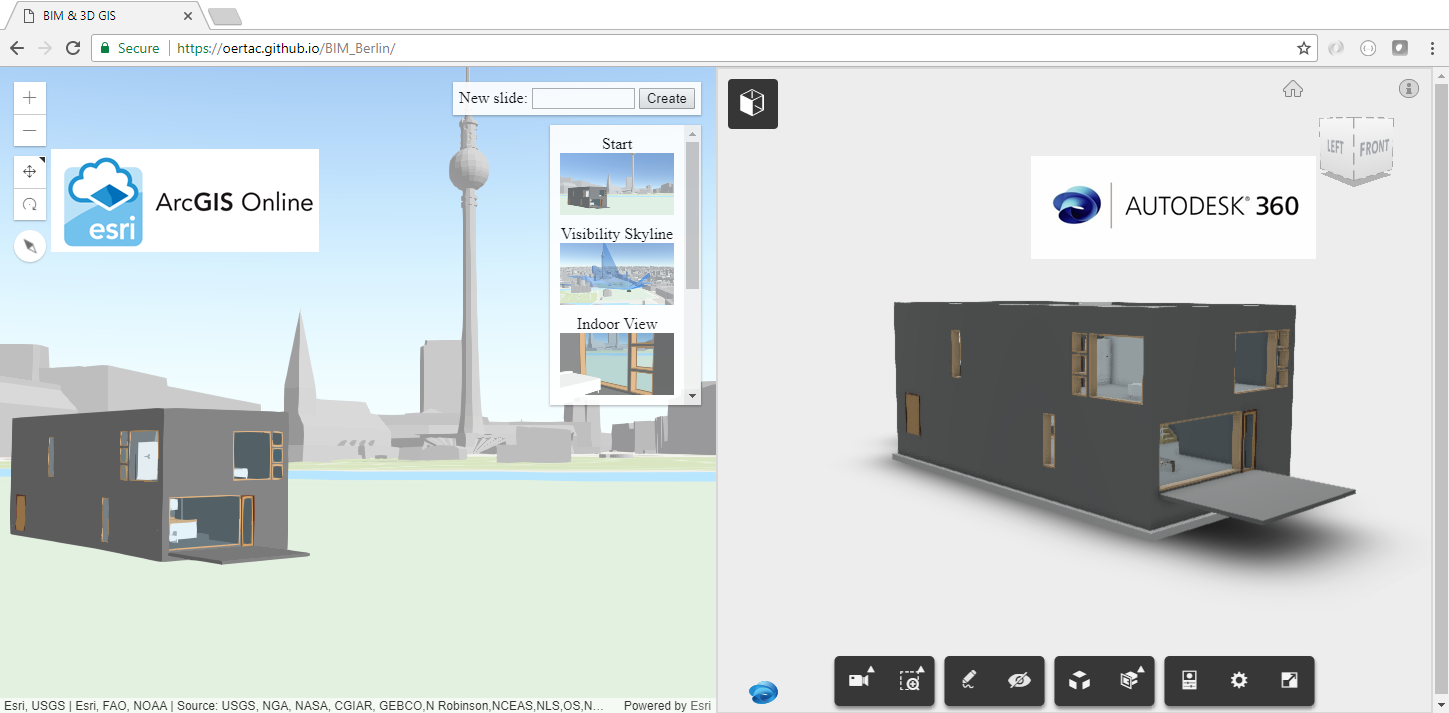 BIM & 3D GIS
Secure
https://oertac.github.io/BIM_Berlin/
New slide:
Create
Start
Visibility Skyline
Indoor View
esri
ArcGIS Online
Esri, USGS | Esri, FAO, NOAA | Source: USGS, NGA, NASA, CGIAR, GEBCO,N Robinson,NCEAS,NLS,OS,N...
Powered by Esri
LEFT
FRONT
AUTODESK® 360